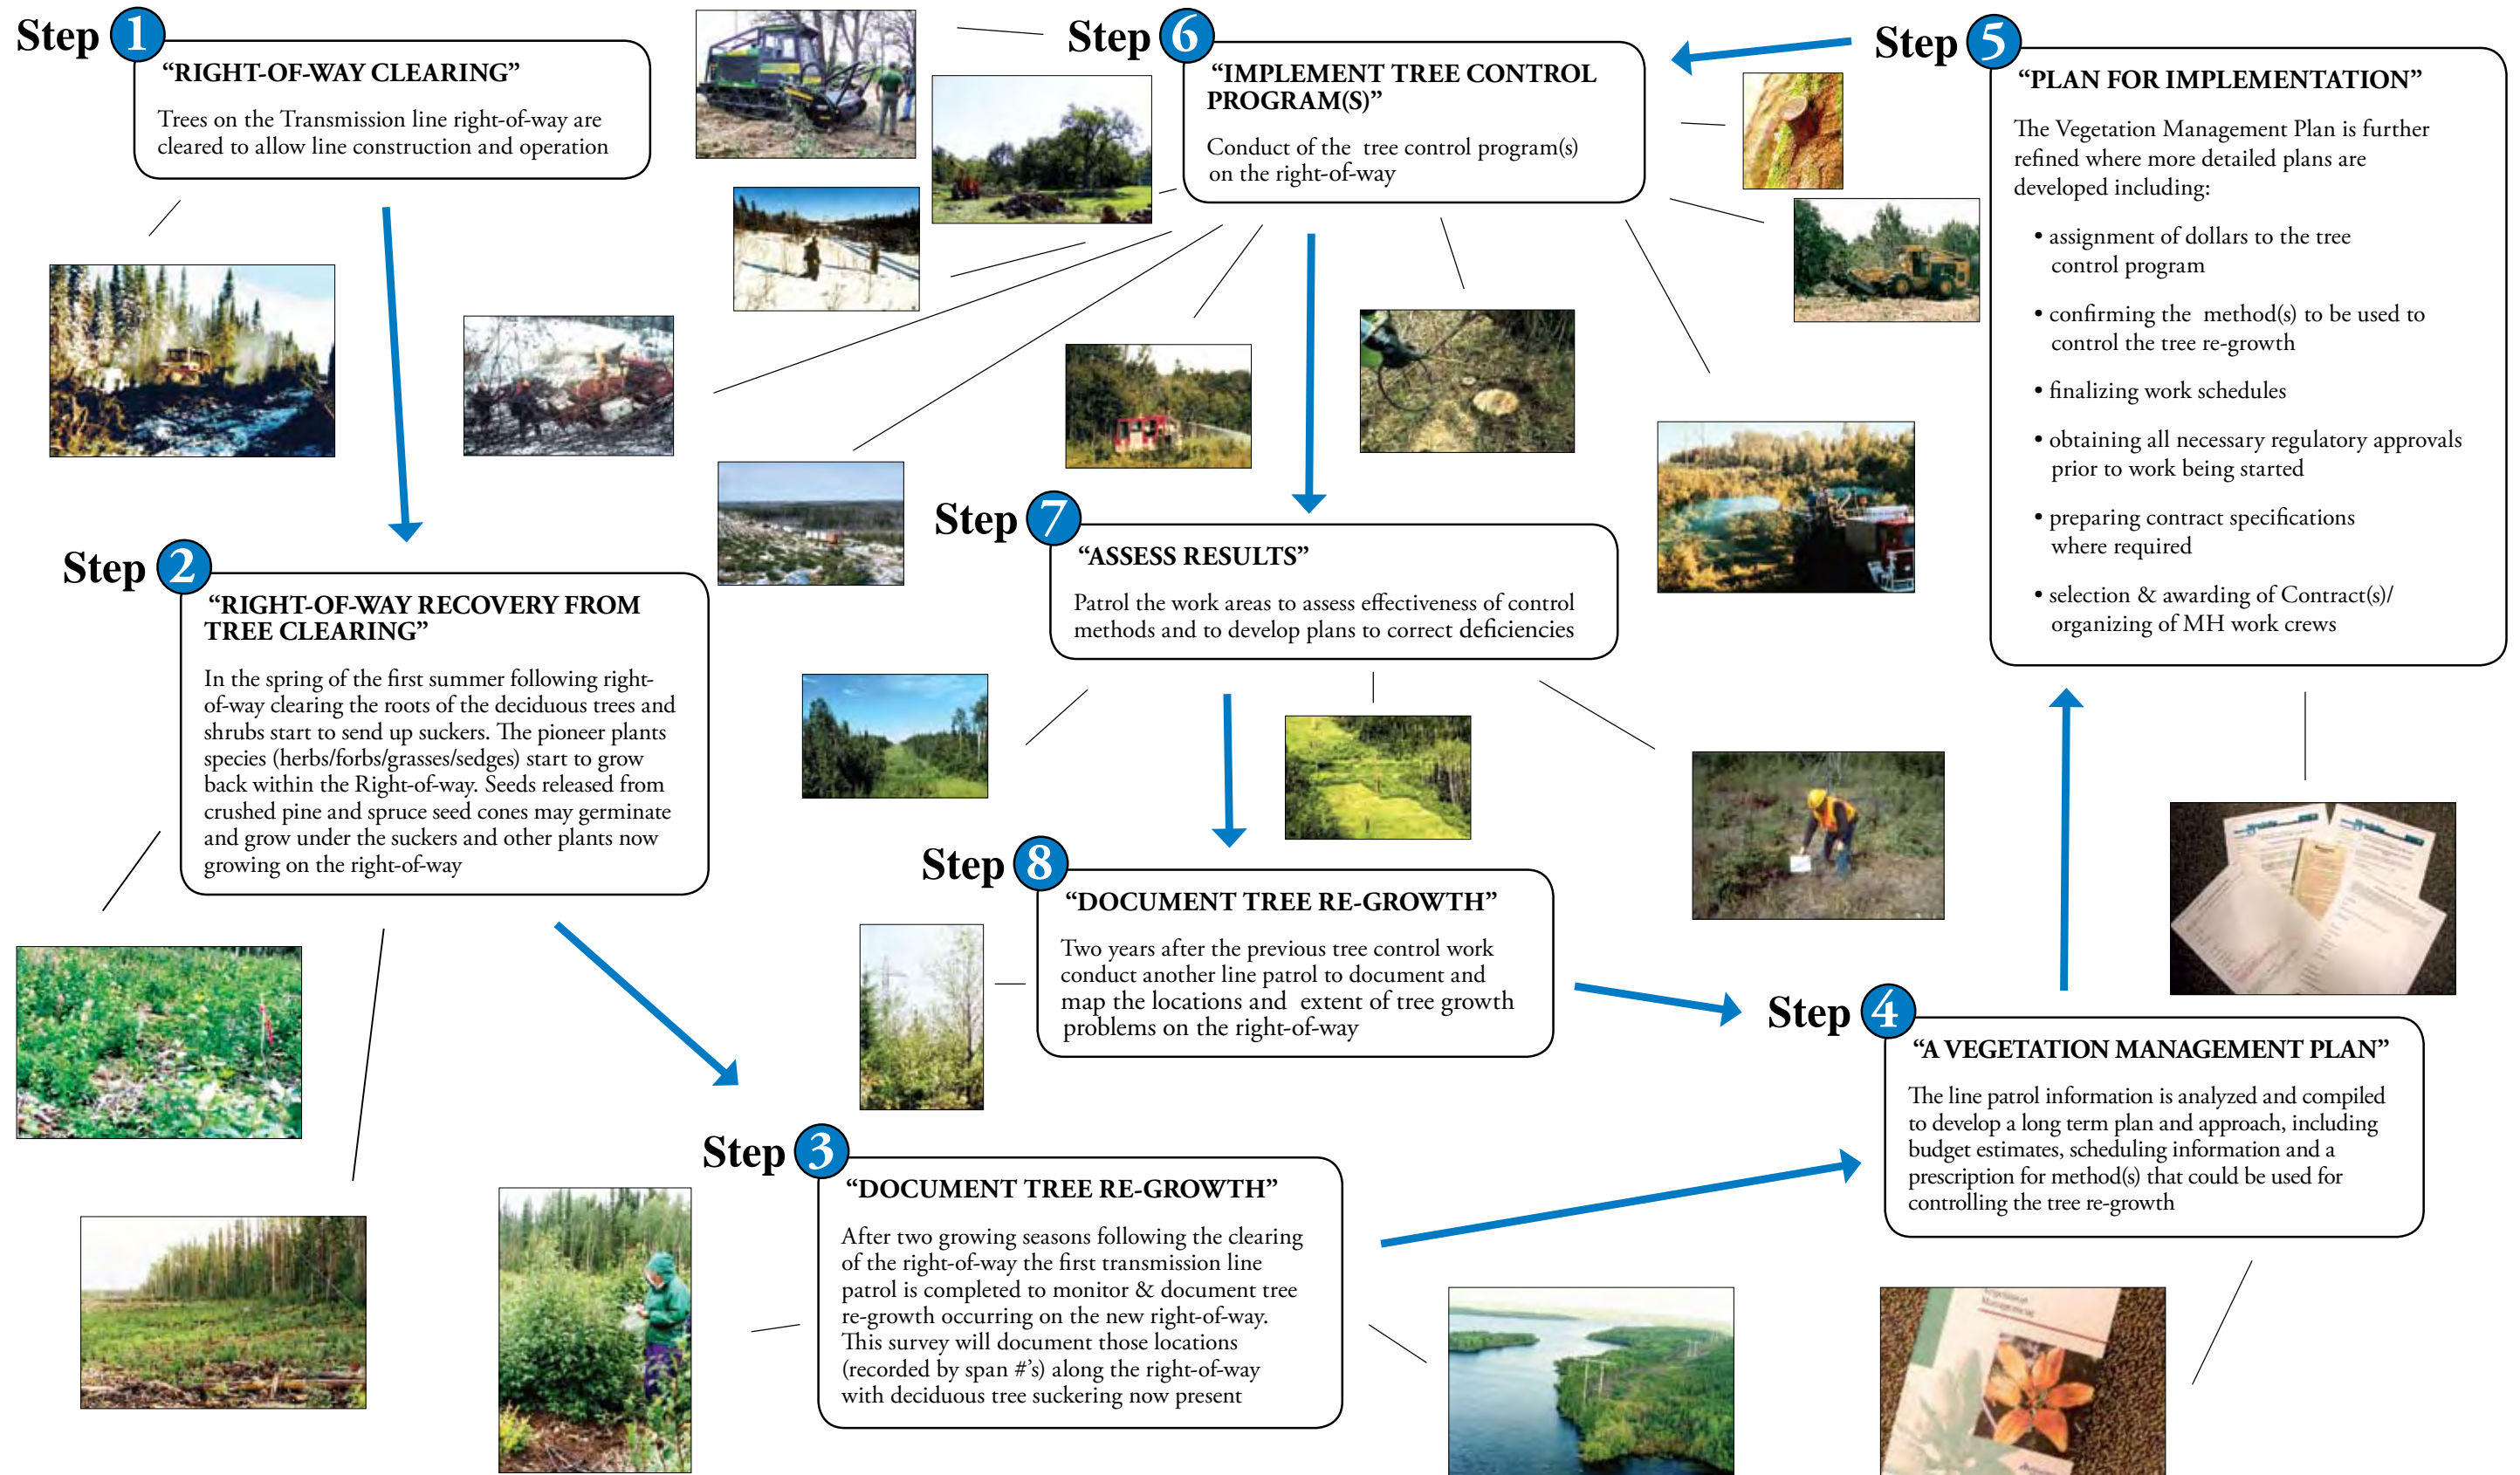 Step 1
“RIGHT-OF-WAY CLEARING”
Trees on the Transmission line right-of-way are
cleared to allow line construction and operation
Step 2
“RIGHT-OF-WAY RECOVERY FROM
TREE CLEARING”
In the spring of the first summer following right-
of-way clearing the roots of the deciduous trees and
shrubs start to send up suckers. The pioneer plants
species (herbs/forbs/grasses/sedges) start to grow
back within the Right-of-way. Seeds released from
crushed pine and spruce seed cones may germinate
and grow under the suckers and other plants now
growing on the right-of-way
Step 3
“DOCUMENT TREE RE-GROWTH”
After two growing seasons following the clearing
of the right-of-way the first transmission line
patrol is completed to monitor & document tree
re-growth occurring on the new right-of-way.
This survey will document those locations
(recorded by span #’s) along the right-of-way
with deciduous tree suckering now present
Step 4
“A VEGETATION MANAGEMENT PLAN”
The line patrol information is analyzed and compiled
to develop a long term plan and approach, including
budget estimates, scheduling information and a
prescription for method(s) that could be used for
controlling the tree re-growth
Step 5
“PLAN FOR IMPLEMENTATION”
The Vegetation Management Plan is further
refined where more detailed plans are
developed including:
• assignment of dollars to the tree
control program
• confirming the method(s) to be used to
control the tree re-growth
• finalizing work schedules
• obtaining all necessary regulatory approvals
prior to work being started
• preparing contract specifications
where required
• selection & awarding of Contract(s)/
organizing of MH work crews
Step 6
“IMPLEMENT TREE CONTROL
PROGRAM(S)”
Conduct of the tree control program(s)
on the right-of-way
Step 7
“ASSESS RESULTS”
Patrol the work areas to assess effectiveness of control
methods and to develop plans to correct deficiencies
Step 8
“DOCUMENT TREE RE-GROWTH”
Two years after the previous tree control work
conduct another line patrol to document and
map the locations and extent of tree growth
problems on the right-of-way
Vegetation
Management